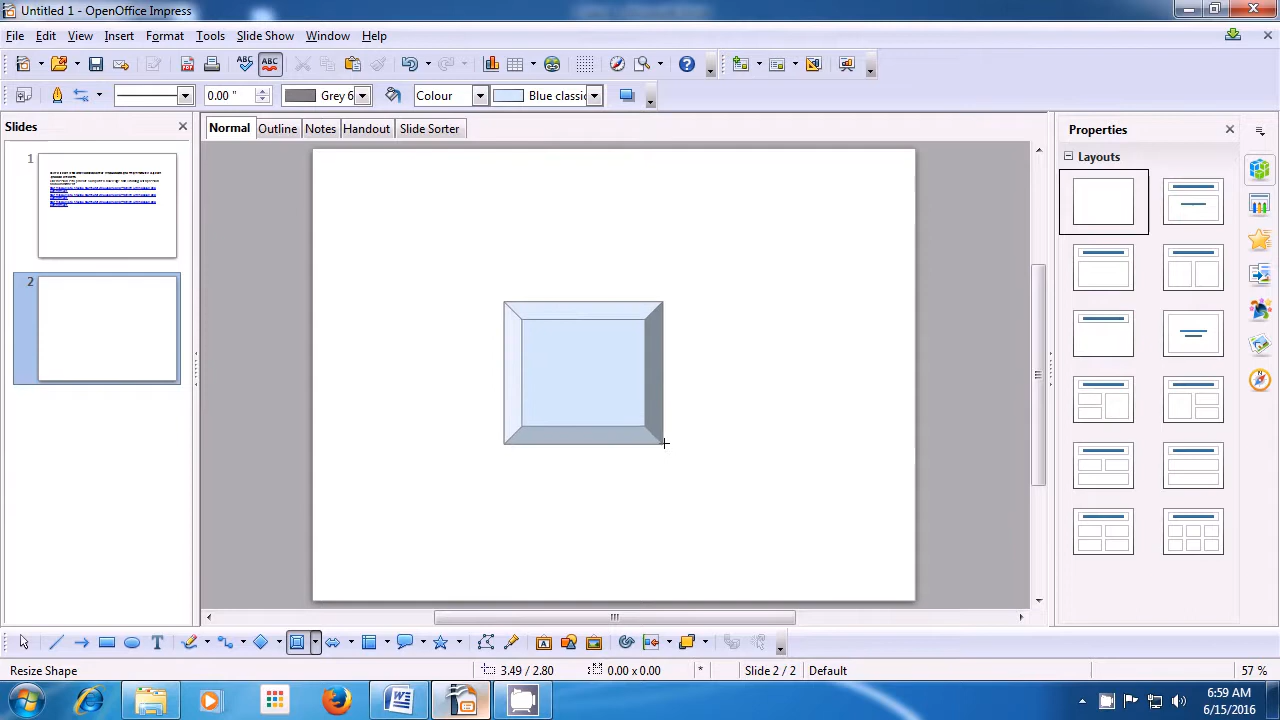 Untitled 1 - OpenOffice Impress
File Edit View Insert Format Tools Slide Show Window Help
ABC ABC
0.00 " Grey 6 Colour Blue classic
Slides
Normal Outline Notes Handout Slide Sorter
Properties
Layouts
1
2
T
Resize Shape 3.49 / 2.80 0.00 x 0.00 * Slide 2 / 2 Default 57 %
6:59 AM
6/15/2016